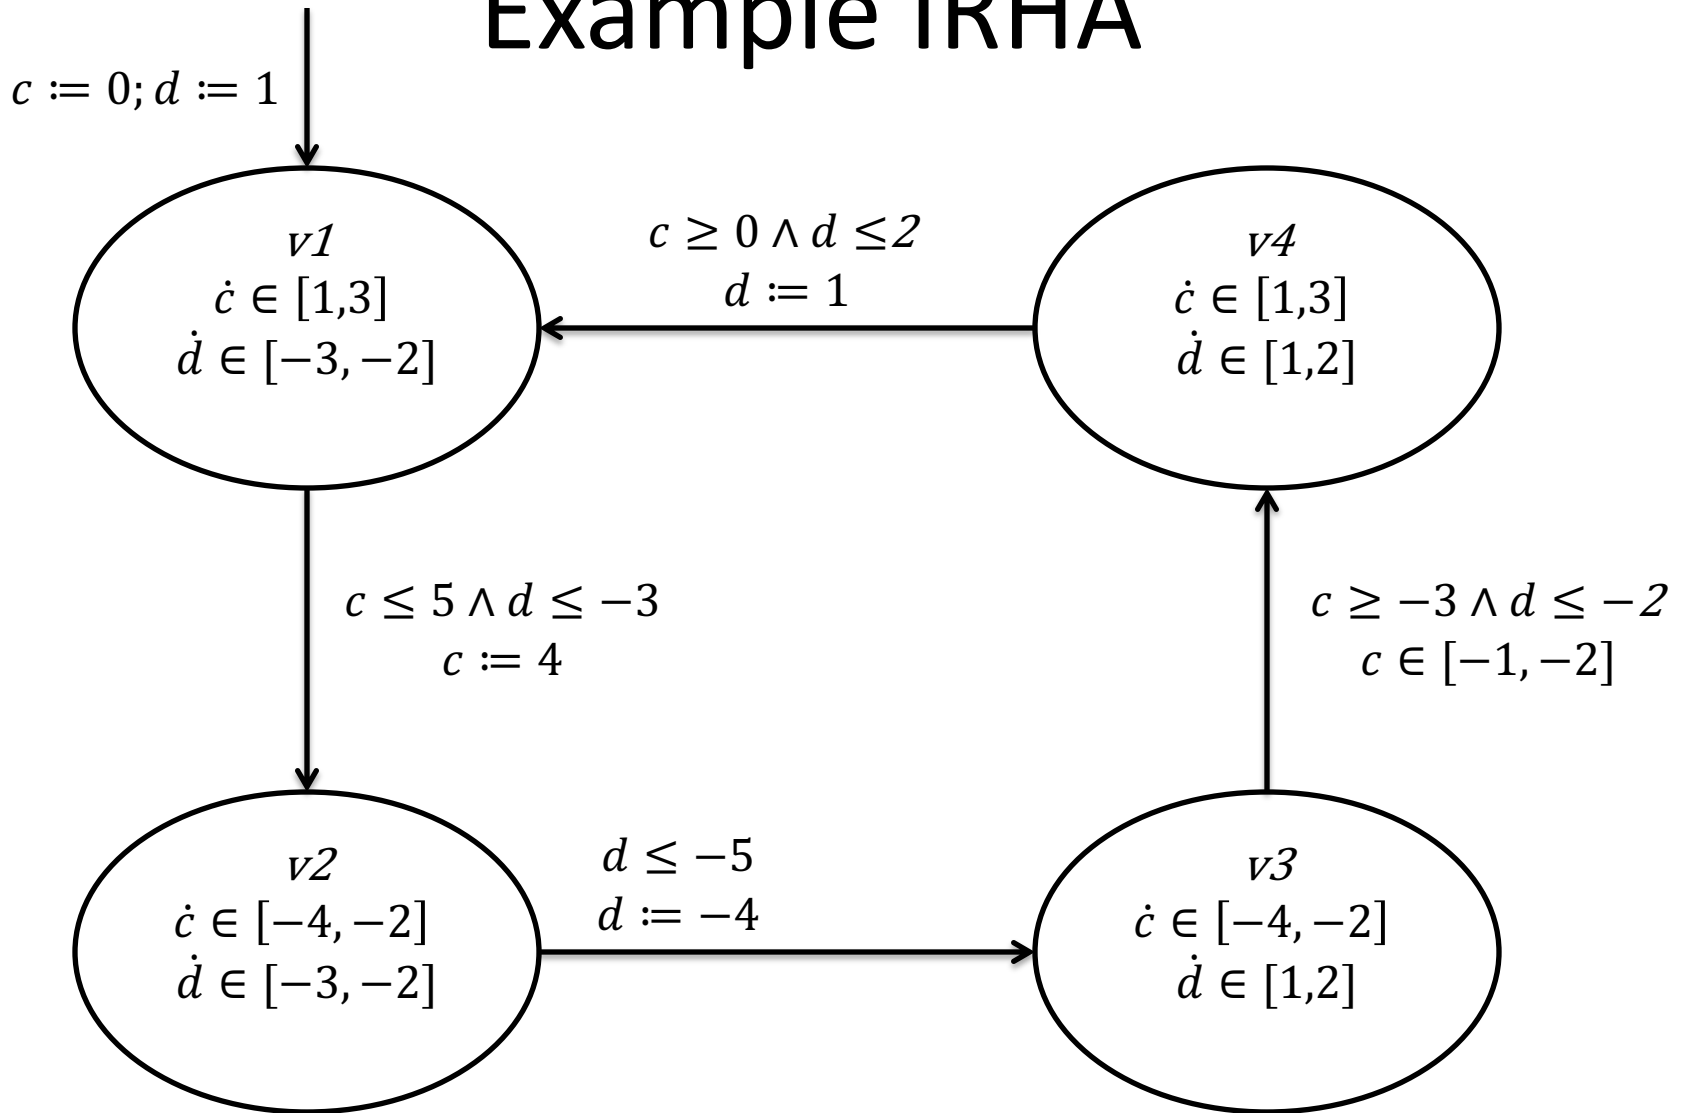 Example IRHA
c ≔ 0; d ≔ 1
v1
ċ ∈ [1,3]
ḋ ∈ [−3, −2]
c ≥ 0 ∧ d ≤2
d ≔ 1
v4
ċ ∈ [1,3]
ḋ ∈ [1,2]
c ≤ 5 ∧ d ≤ −3
c ≔ 4
c ≥ −3 ∧ d ≤ −2
c ∈ [−1, −2]
v2
ċ ∈ [−4, −2]
ḋ ∈ [−3, −2]
d ≤ −5
d ≔ −4
v3
ċ ∈ [−4, −2]
ḋ ∈ [1,2]